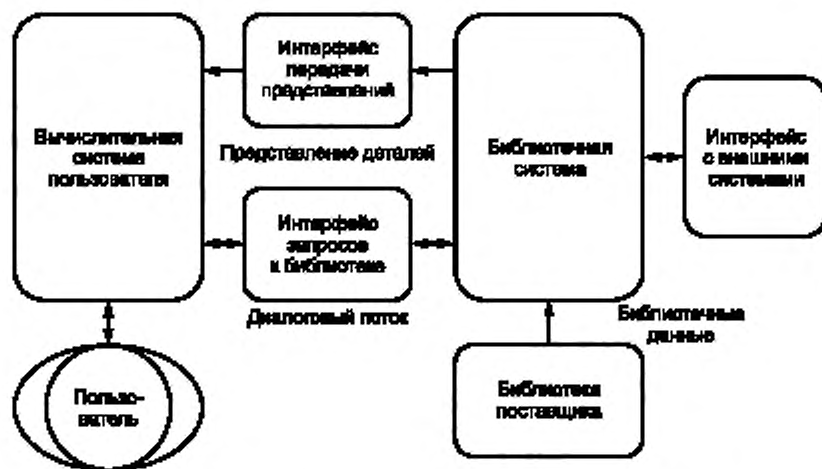 Интерфейс
передачи
представлений
Вычислительная
система
пользователя
Представление деталей
Библиотечная
система
Интерфейс
с внешними
системами
Интерфейс
запросов
к библиотеке
Диалоговый поток
Библиотечные
данные
Пользо-
ватель
Библиотека
поставщика